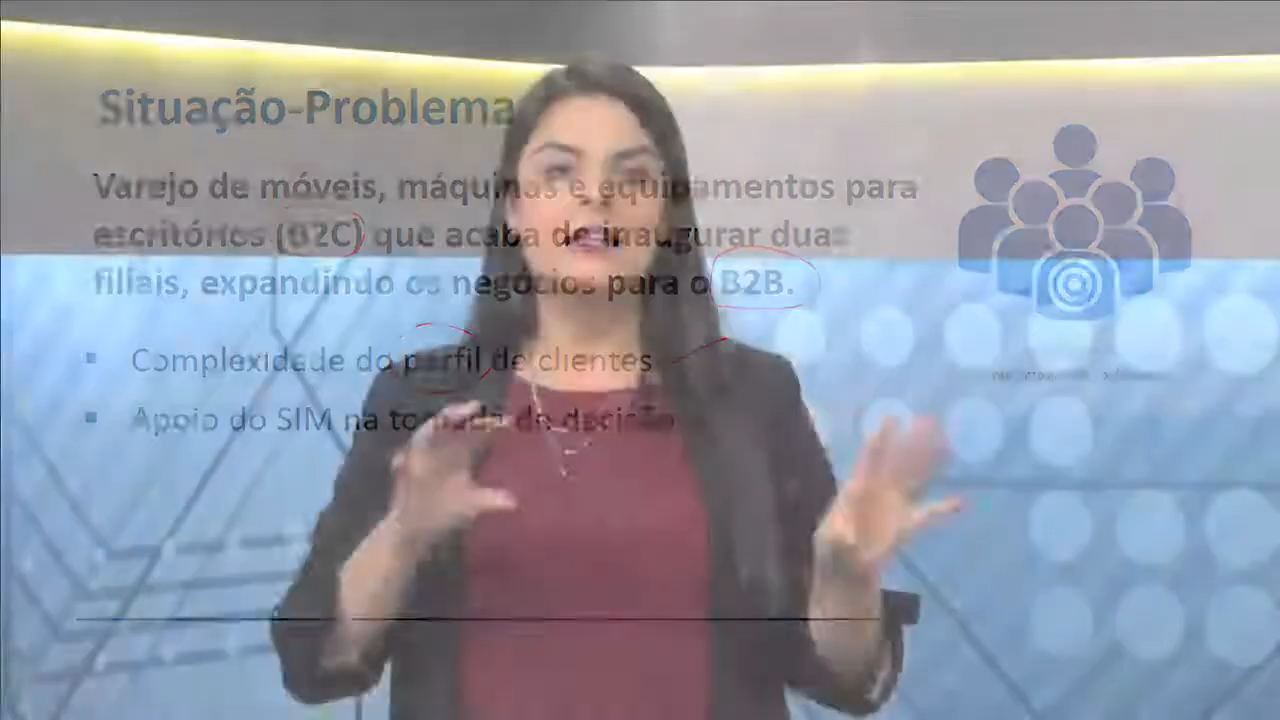 Situação-Problema
Varejo de móveis, máquinas e equipamentos para
escritórios (B2C) que acaba de inaugurar duas
filiais, expandindo os negócios para o B2B.
▪ Complexidade do perfil de clientes
▪ Apoio do SIM na tomada de decisão